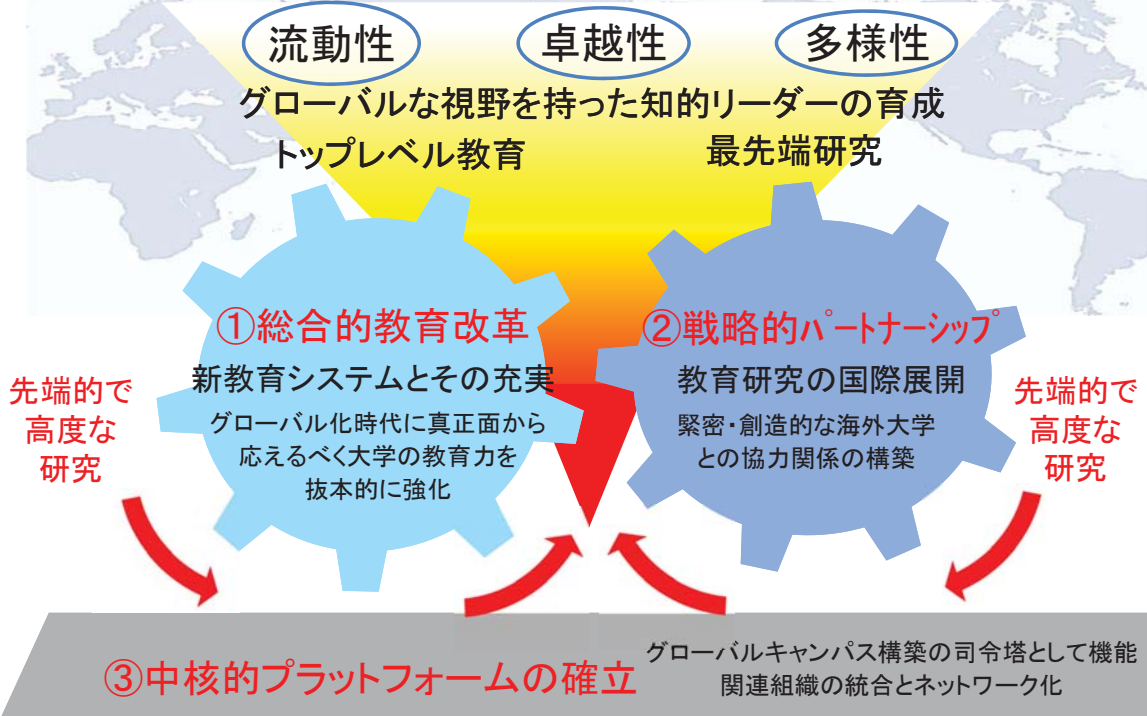 流動性
卓越性
多様性
グローバルな視野を持った知的リーダーの育成
トップレベル教育
最先端研究
①総合的教育改革
新教育システムとその充実
グローバル化時代に真正面から
応えるべく大学の教育力を
抜本的に強化
②戦略的パートナーシップ
教育研究の国際展開
緊密・創造的な海外大学
との協力関係の構築
先端的で
高度な
研究
先端的で
高度な
研究
③中核的プラットフォームの確立
グローバルキャンパス構築の司令塔として機能
関連組織の統合とネットワーク化